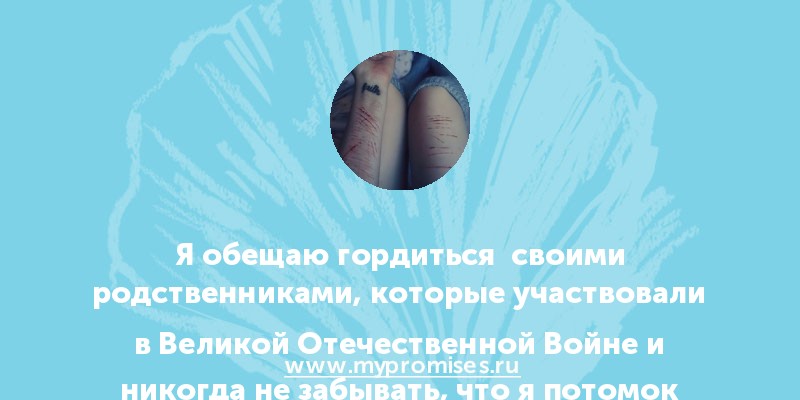 Я обещаю гордиться  своими
родственниками, которые участвовали
в Великой Отечественной Войне и
www.mypromises.ru
никогда не забывать, что я потомок